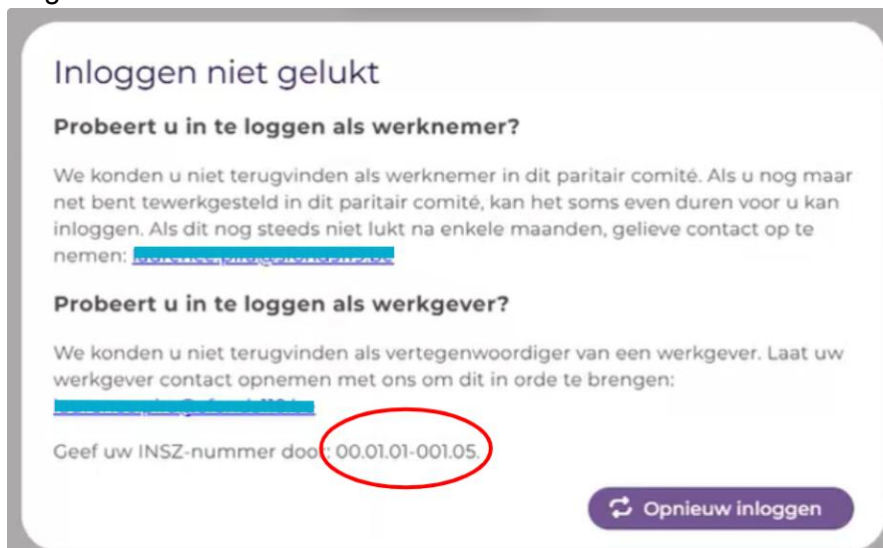 Inloggen niet gelukt
Probeert u in te loggen als werknemer?
We konden u niet terugvinden als werknemer in dit paritair comité. Als u nog maar
net bent tewerkgesteld in dit paritair comité, kan het soms even duren voor u kan
inloggen. Als dit nog steeds niet lukt na enkele maanden, gelieve contact op te
nemen:
Probeert u in te loggen als werkgever?
We konden u niet terugvinden als vertegenwoordiger van een werkgever. Laat uw
werkgever contact opnemen met ons om dit in orde te brengen:
Geef uw INSZ-nummer door: 00.01.01-001.05.
Opnieuw inloggen